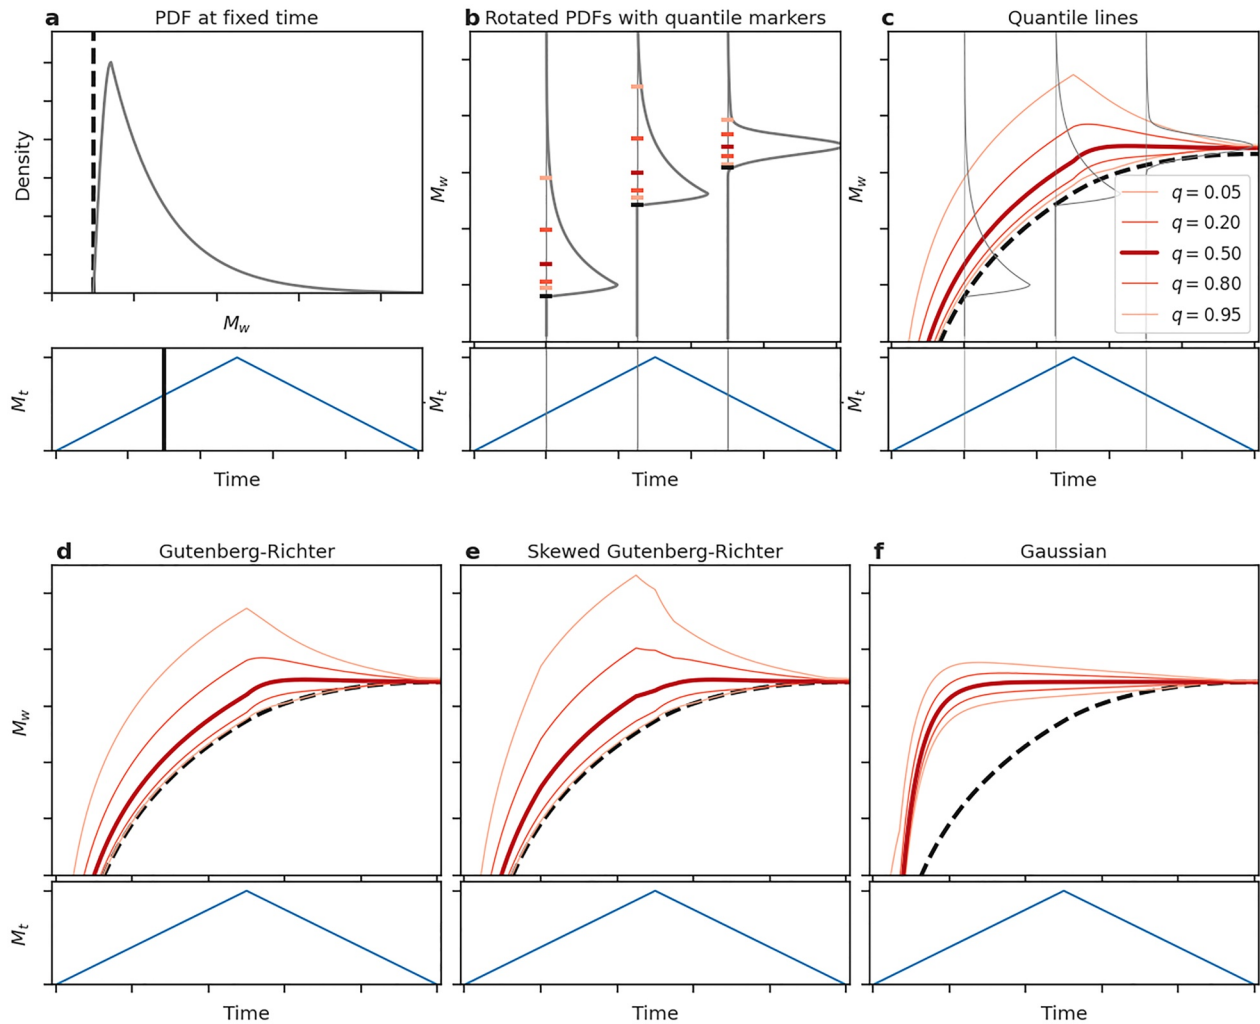 a PDF at fixed time
Density
M_w
M_t
Time
b Rotated PDFs with quantile markers
M_w
M_t
Time
c Quantile lines
M_w
q = 0.05
q = 0.20
q = 0.50
q = 0.80
q = 0.95
M_t
Time
d Gutenberg-Richter
M_w
M_t
Time
e Skewed Gutenberg-Richter
Time
f Gaussian
Time